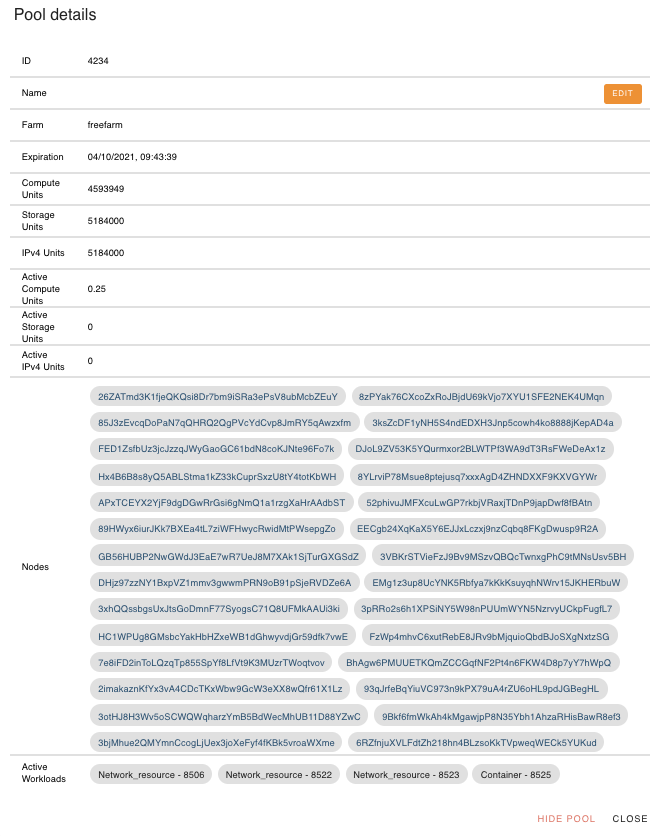 Pool details
ID 4234
Name EDIT
Farm freefarm
Expiration 04/10/2021, 09:43:39
Compute Units 4593949
Storage Units 5184000
IPv4 Units 5184000
Active Compute Units 0.25
Active Storage Units 0
Active IPv4 Units 0
Nodes
26ZATmd3K1fjeQKQsi8Dr7bm9iSRa3ePsV8ubMcbZEuY 8zPYak76CXcoZxRoJBjdU69kVjo7XYU1SFE2NEK4UMqn
85J3zEvcqDoPaN7qQHRQ2QgPVcYdCvp8JmRY5qAwzxfm 3ksZcDF1yNH5S4ndEDXH3Jnp5cowh4ko8888jKepAD4a
FED1ZsfbUz3jcJzzqJWyGaoGC61bdN8coKJNte96Fo7k DJoL9ZV53K5YQurmxor2BLWTPf3WA9dT3RsFWeDeAx1z
Hx4B6B8s8yQ5ABLStma1kZ33kCuprSxzU8tY4totKbWH 8YLrviP78Msue8ptejusq7xxxAgD4ZHNDXXF9KXVGYWr
APxTCEYX2YjF9dgDGwRrGsi6gNmQ1a1rzgXaHrAAdbST 52phivuJMFXcuLwGP7rkbjVRaxjTDnP9japDwf8fBAtn
89HWyx6iurJKk7BXEa4tL7ziWFHwycRwidMtPWsepgZo EECgb24XqKaX5Y6EJJxLczxj9nzCqbq8FKgDwusp9R2A
GB56HUBP2NwGWdJ3EaE7wR7UeJ8M7XAk1SjTurGXGSdZ 3VBKrSTVieFzJ9Bv9MSzvQBQcTwnxgPhC9tMNsUsv5BH
DHjz97zzNY1BxpVZ1mmv3gwwmPRN9oB91pSjeRVDZe6A EMg1z3up8UcYNK5Rbfya7kKkKsuyqhNWrv15JKHERbuW
3xhQQssbgsUxJtsGoDmnF77SyogsC71Q8UFMkAAUi3ki 3pRRo2s6h1XPSiNY5W98nPUUmWYN5NzrvyUCkpFugfL7
HC1WPUg8GMsbcYakHbHZxeWB1dGhwyvdjGr59dfk7vwE FzWp4mhvC6xutRebE8JRv9bMjquioQbdBJoSXgNxtzSG
7e8iFD2inToLQzqTp855SpYf8LfVt9K3MUzrTWoqtvov BhAgw6PMUUETKQmZCCGqfNF2Pt4n6FKW4D8p7yY7hWpQ
2imakaznKfYx3vA4CDcTKxWbw9GcW3eXX8wQfr61X1Lz 93qJrfeBqYiuVC973n9kPX79uA4rZU6oHL9pdJGBegHL
3otHJ8H3Wv5oSCWQWqharzYmB5BdWecMhUB11D88YZwC 9Bkf6fmWkAh4kMgawjpP8N35Ybh1AhzaRHisBawR8ef3
3bjMhue2QMYmnCcogLjUex3joXeFyf4fKBk5vroaWXme 6RZfnjuXVLFdtZh218hn4BLzsoKkTVpweqWECk5YUKud
Active Workloads Network_resource - 8506 Network_resource - 8522 Network_resource - 8523 Container - 8525
HIDE POOL CLOSE